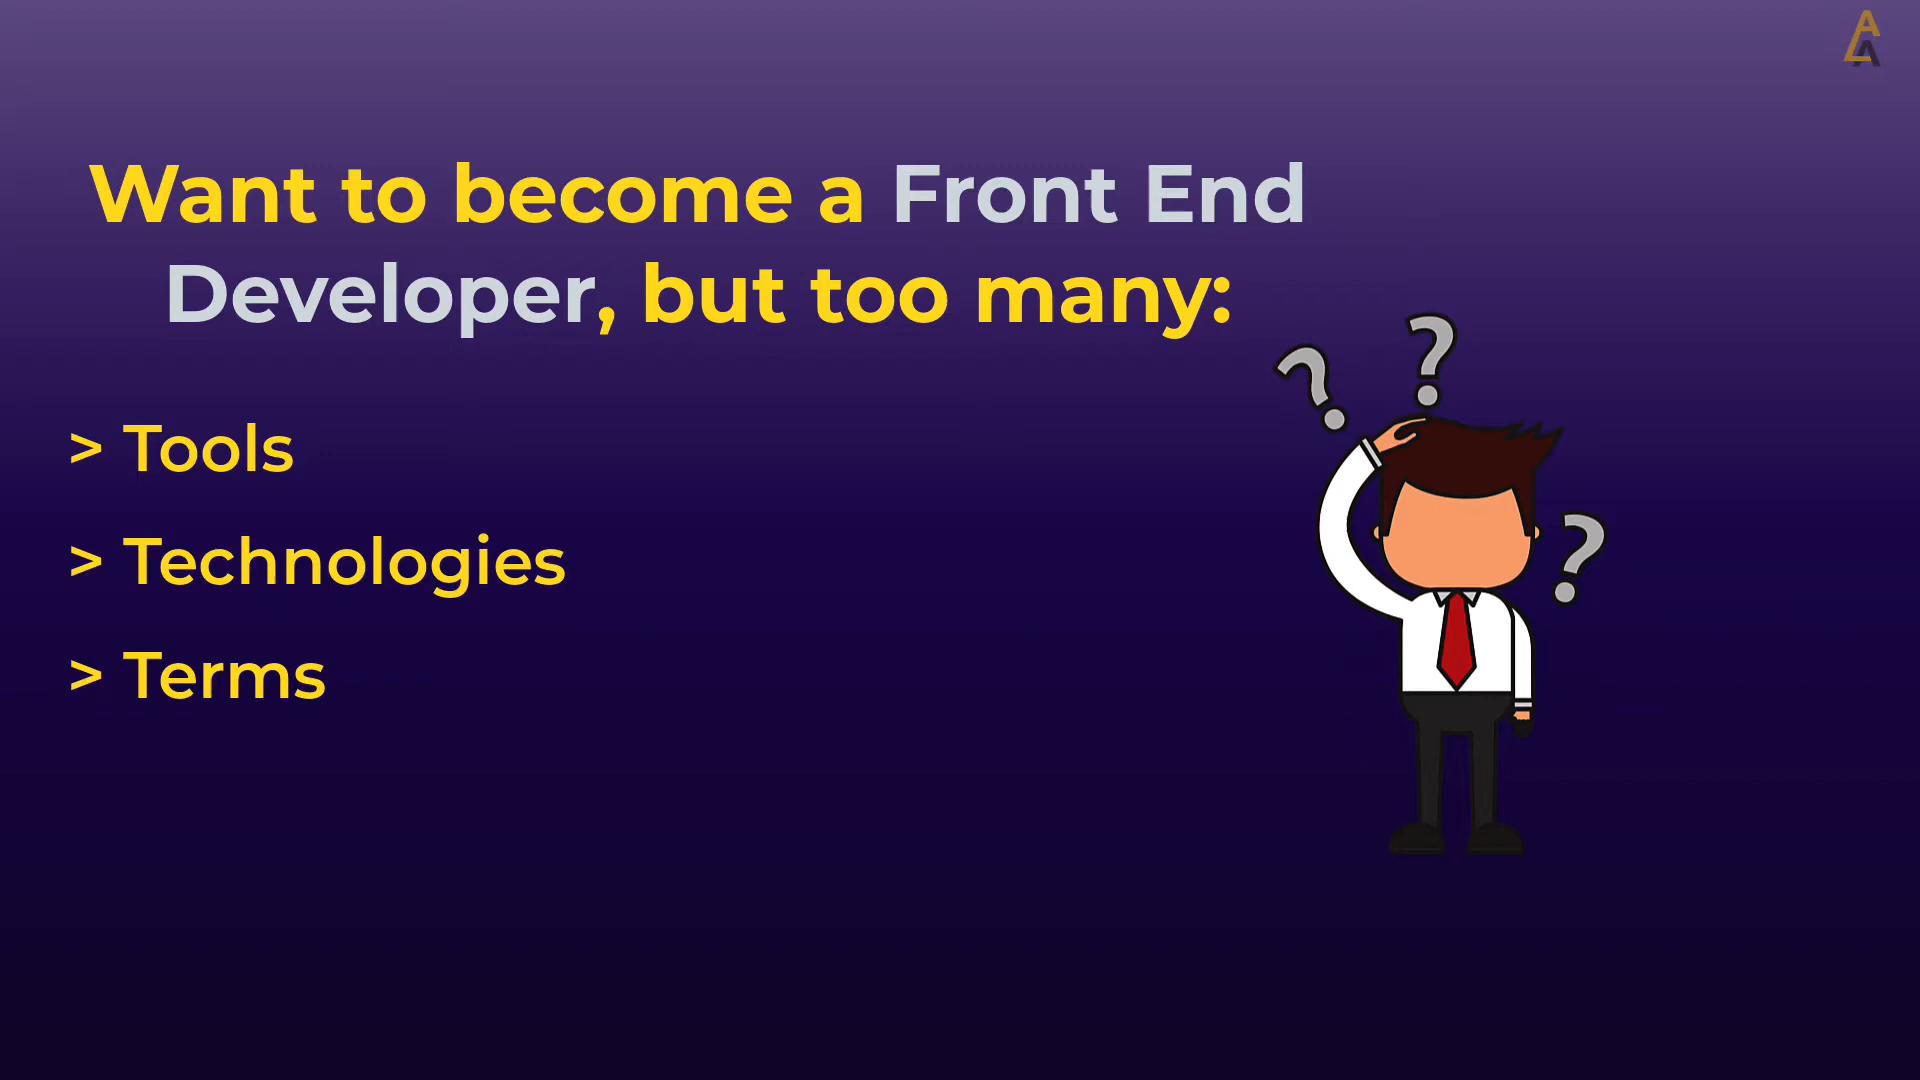 Want to become a Front End
Developer, but too many:
> Tools
> Technologies
> Terms
? ? ?